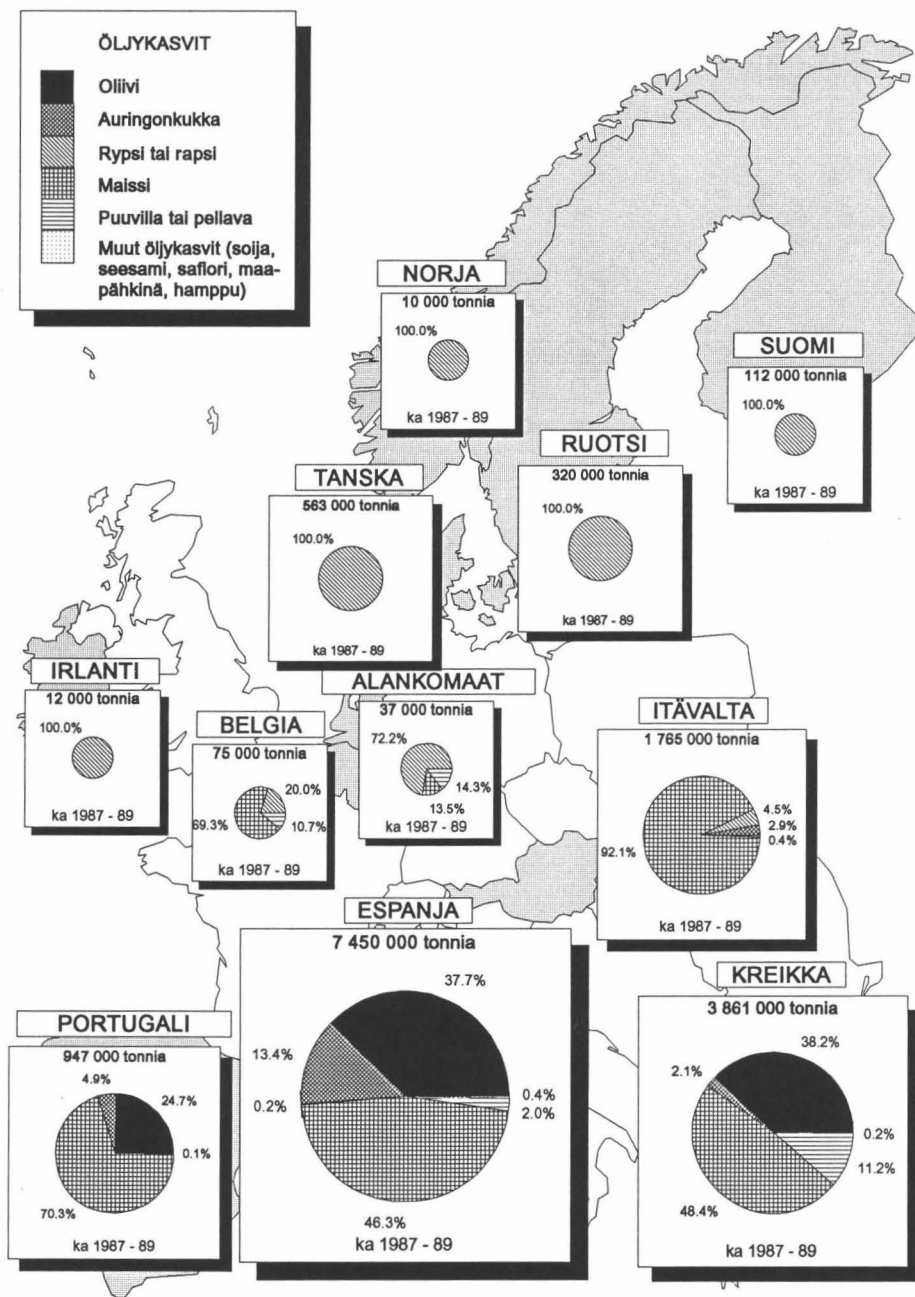 ÖLJYKASVIT
Oliivi
Auringonkukka
Rypsi tai rapsi
Maissi
Puuvilla tai pellava
Muut öljykasvit (soija,
seesami, saflori, maa-
pähkinä, hamppu)
NORJA
10 000 tonnia
100.0%
ka 1987 - 89
SUOMI
112 000 tonnia
100.0%
ka 1987 - 89
RUOTSI
320 000 tonnia
100.0%
ka 1987 - 89
TANSKA
563 000 tonnia
100.0%
ka 1987 - 89
IRLANTI
12 000 tonnia
100.0%
ka 1987 - 89
BELGIA
75 000 tonnia
20.0%
69.3%
10.7%
ka 1987 - 89
ALANKOMAAT
37 000 tonnia
72.2%
14.3%
13.5%
ka 1987 - 89
ITÄVALTA
1 765 000 tonnia
4.5%
2.9%
0.4%
92.1%
ka 1987 - 89
ESPANJA
7 450 000 tonnia
37.7%
13.4%
0.4%
0.2%
2.0%
46.3%
ka 1987 - 89
KREIKKA
3 861 000 tonnia
38.2%
2.1%
0.2%
11.2%
48.4%
ka 1987 - 89
PORTUGALI
947 000 tonnia
4.9%
24.7%
0.1%
70.3%
ka 1987 - 89